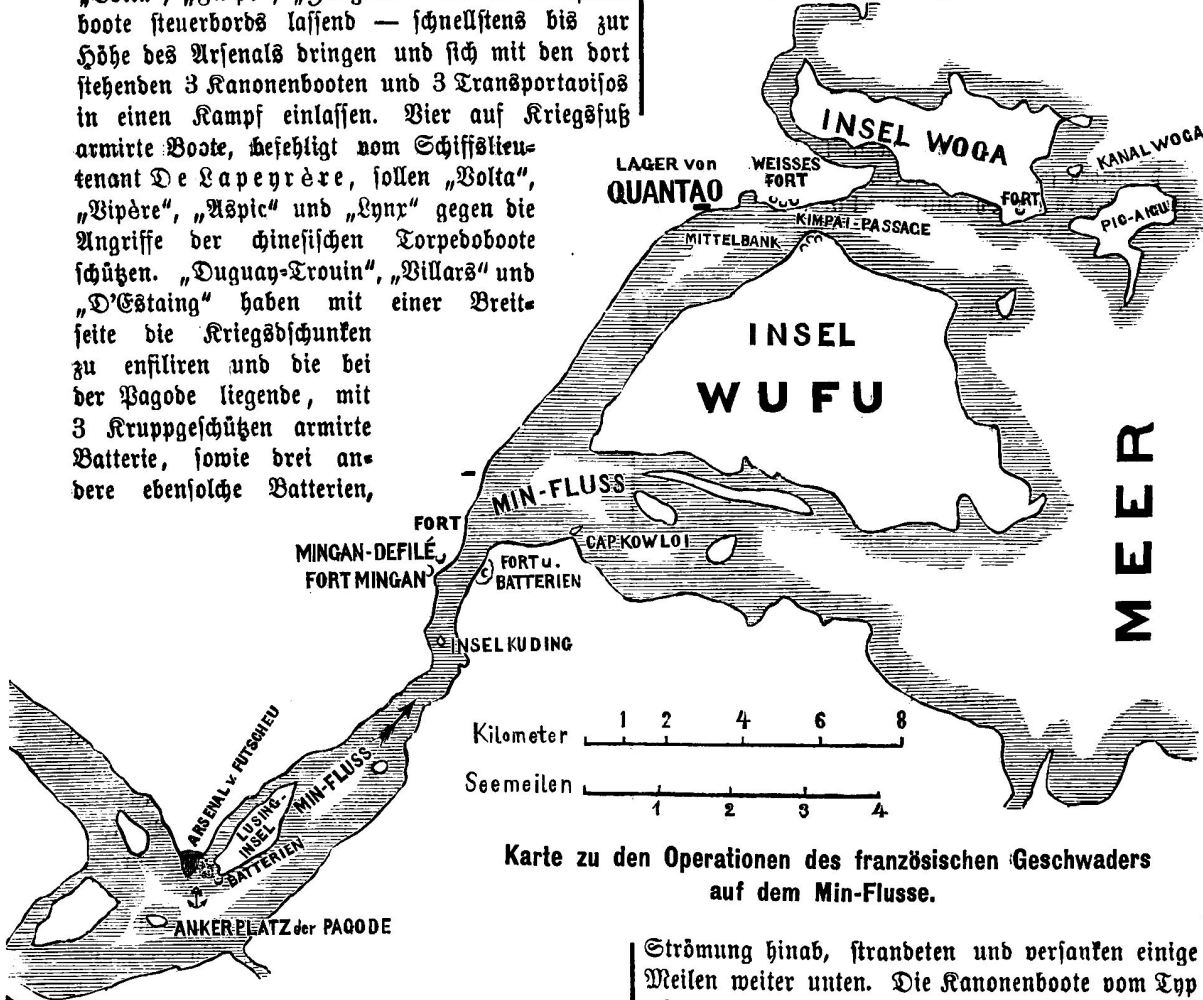 boote steuerbords lassend — schnellstens bis zur
Höhe des Arsenals dringen und sich mit den dort
stehenden 3 Kanonenbooten und 3 Transportavisos
in einen Kampf einlassen. Vier auf Kriegsfuß
armirte Boote, befehligt vom Schiffslieu=
tenant De Lapeyrère, sollen „Volta“,
„Vipère“, „Aspic“ und „Lynx“ gegen die
Angriffe der chinesischen Torpedoboote
schützen. „Duguay=Trouin“, „Villars“ und
„D'Estaing“ haben mit einer Breit=
seite die Kriegsdschunken
zu enfiliren und die bei
der Pagode liegende, mit
3 Kruppgeschützen armirte
Batterie, sowie drei an=
dere ebensolche Batterien,
INSEL WOGA
KANAL WOGA
LAGER von
QUANTAO
WEISSES
FORT
FORT
PIC-AIGU
KIMPAI-PASSAGE
MITTELBANK
INSEL
WUFU
MEER
MIN-FLUSS
FORT
CAP KOWLOI
MINGAN-DEFILÉ
FORT MINGAN
FORT u.
BATTERIEN
INSEL KUDING
ARSENAL v. FUTSCHEU
MIN-FLUSS
LUSING-
INSEL
BATTERIEN
ANKERPLATZ der PAGODE
Kilometer 1 2 4 6 8
Seemeilen 1 2 3 4
Karte zu den Operationen des französischen Geschwaders
auf dem Min-Flusse.
Strömung hinab, strandeten und versanken einige
Meilen weiter unten. Die Kanonenboote vom Typ